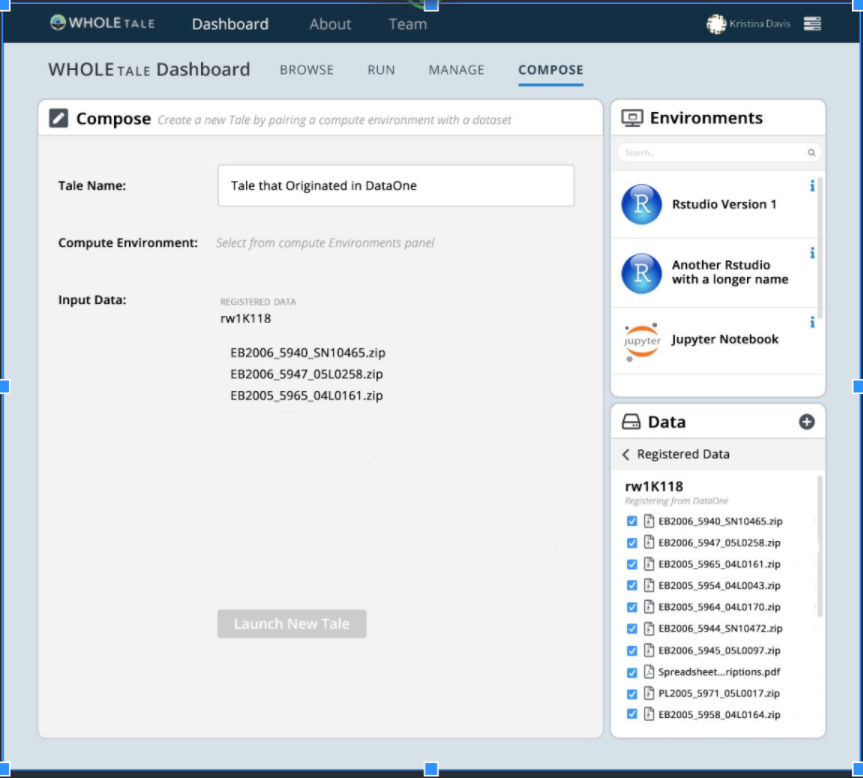 WHOLE TALE Dashboard About Team Kristina Davis
WHOLE TALE Dashboard BROWSE RUN MANAGE COMPOSE
Compose Create a new Tale by pairing a compute environment with a dataset
Tale Name: Tale that Originated in DataOne
Compute Environment: Select from compute Environments panel
Input Data: REGISTERED DATA
rw1K118
EB2006_5940_SN10465.zip
EB2006_5947_05L0258.zip
EB2005_5965_04L0161.zip
Launch New Tale
Environments
Search...
R Rstudio Version 1 i
R Another Rstudio
with a longer name i
jupyter Jupyter Notebook i
Data
Registered Data
rw1K118
Registering from DataOne
EB2006_5940_SN10465.zip
EB2006_5947_05L0258.zip
EB2005_5965_04L0161.zip
EB2005_5954_04L0043.zip
EB2005_5964_04L0170.zip
EB2006_5944_SN10472.zip
EB2006_5945_05L0097.zip
Spreadsheet...riptions.pdf
PL2005_5971_05L0017.zip
EB2005_5958_04L0164.zip